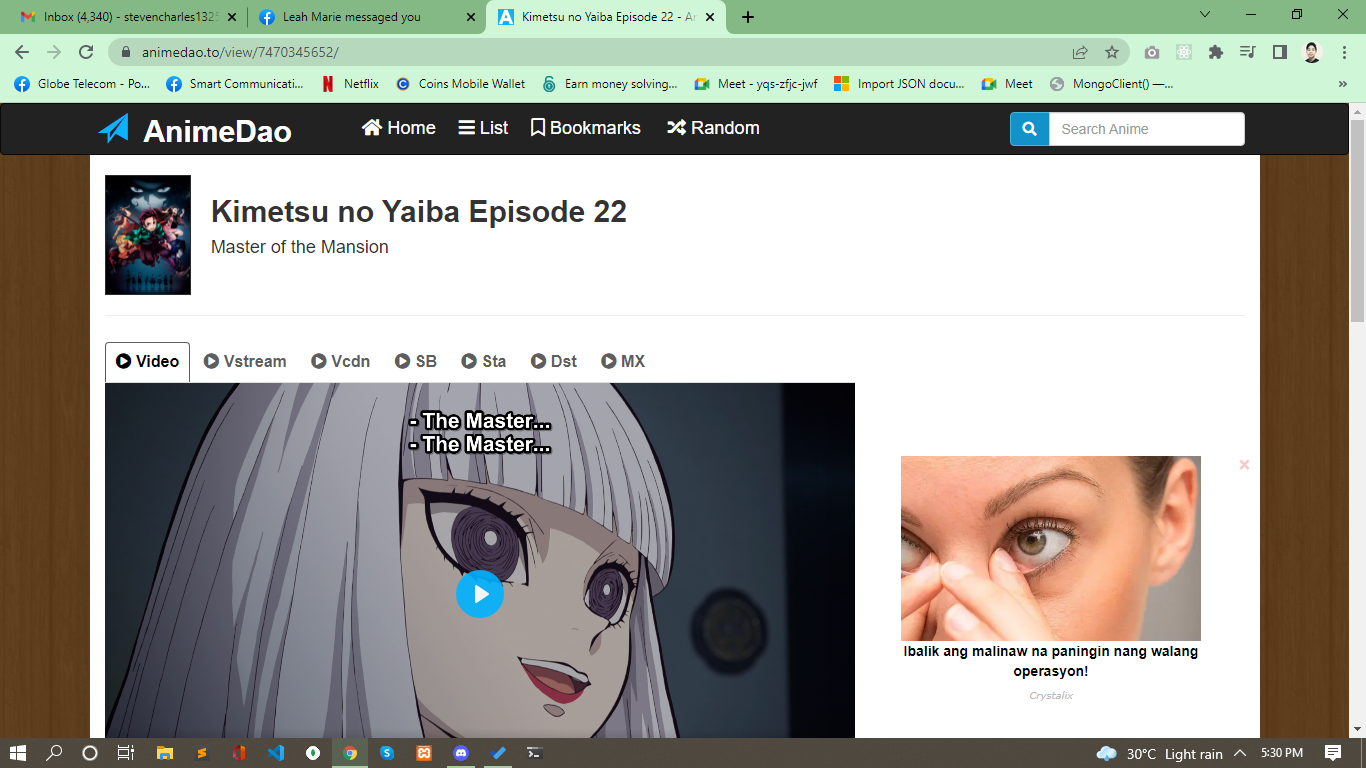 Inbox (4,340) - stevencharles1325
Leah Marie messaged you
Kimetsu no Yaiba Episode 22 - An
animedao.to/view/7470345652/
Globe Telecom - Po...
Smart Communicati...
Netflix
Coins Mobile Wallet
Earn money solving...
Meet - yqs-zfjc-jwf
Import JSON docu...
Meet
MongoClient() —...
AnimeDao
Home
List
Bookmarks
Random
Search Anime
Kimetsu no Yaiba Episode 22
Master of the Mansion
Video
Vstream
Vcdn
SB
Sta
Dst
MX
- The Master...
- The Master...
Ibalik ang malinaw na paningin nang walang
operasyon!
Crystalix
30°C Light rain
5:30 PM